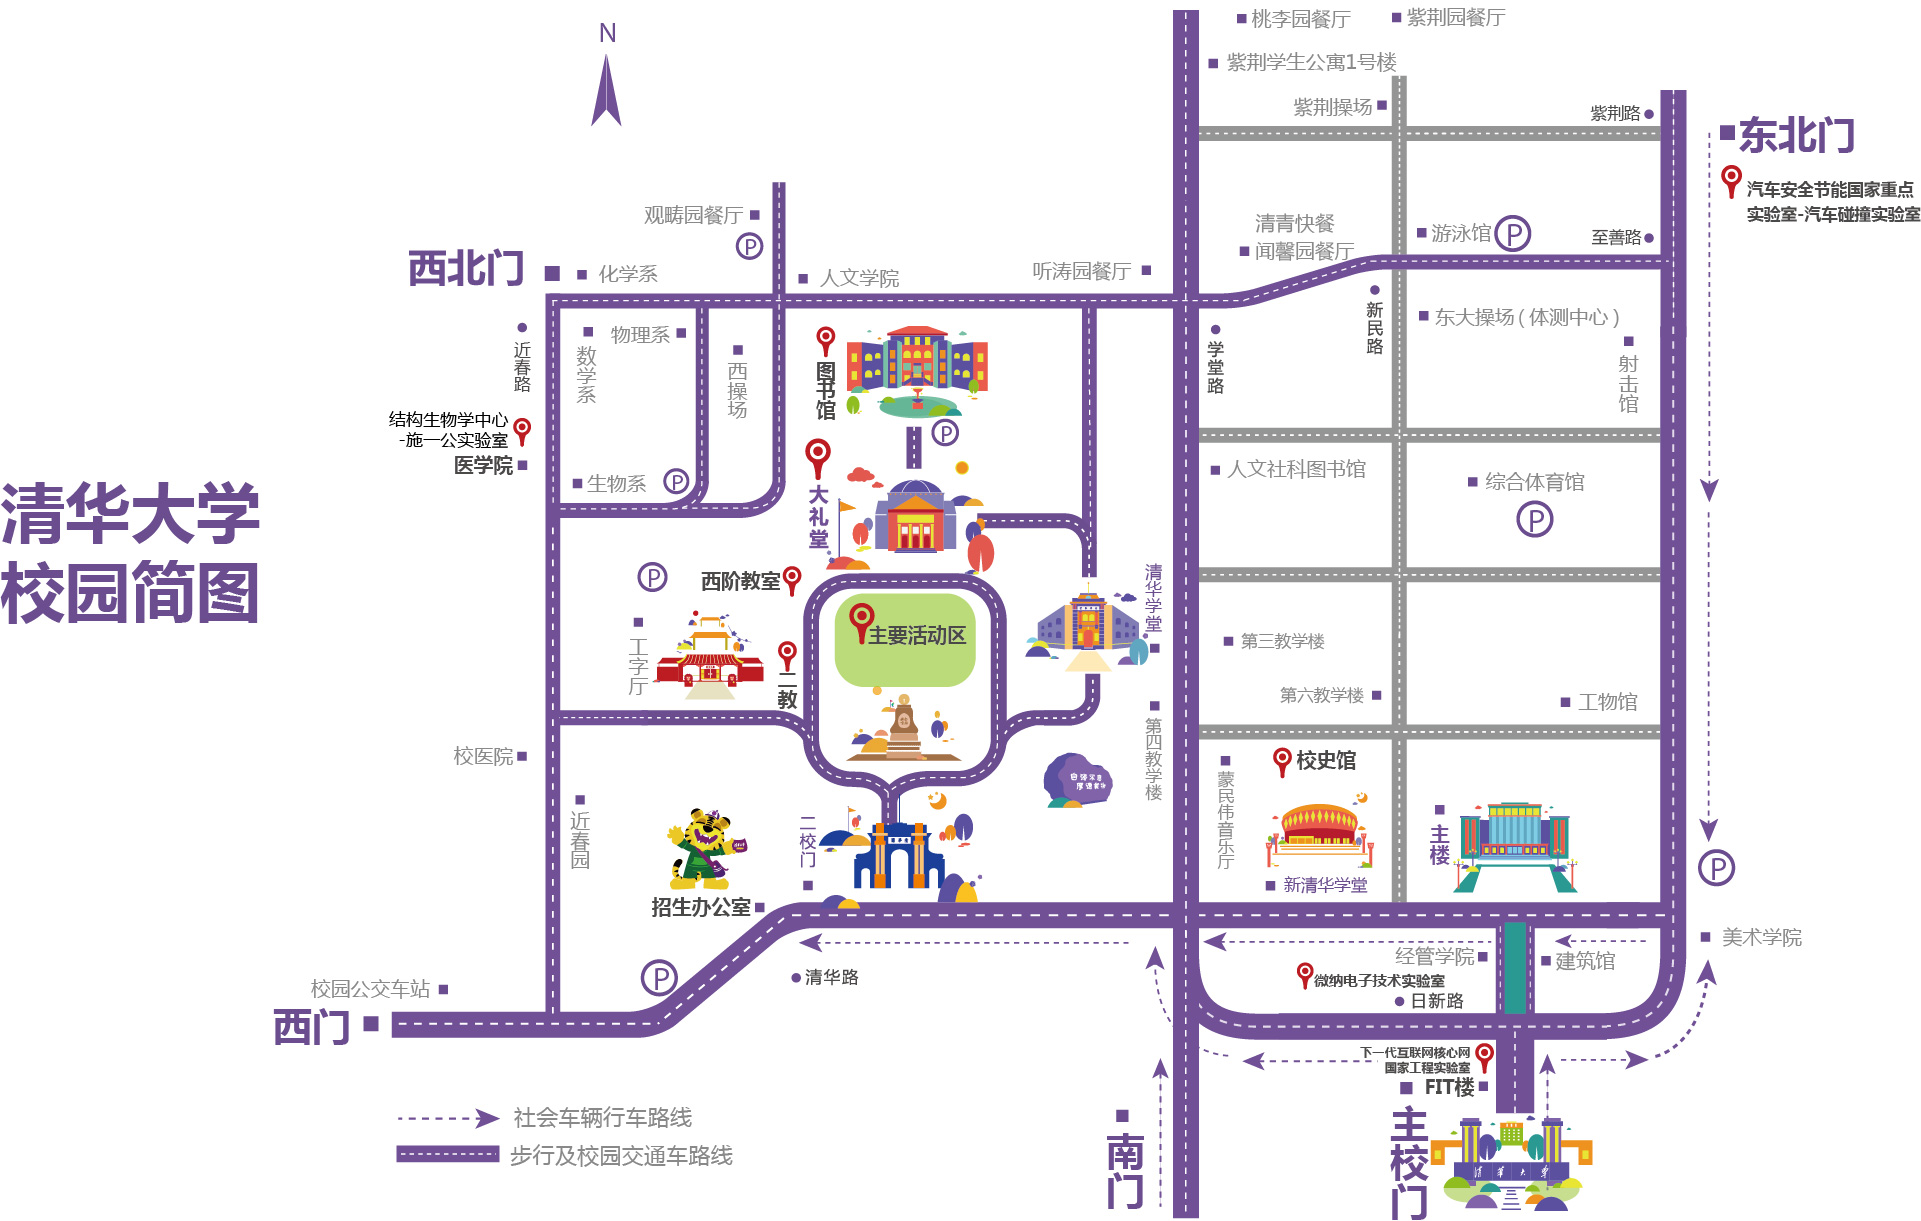 清华大学
校园简图
N
桃李园餐厅
紫荆园餐厅
紫荆学生公寓1号楼
紫荆操场
紫荆路
东北门
汽车安全节能国家重点
实验室-汽车碰撞实验室
观畴园餐厅
P
西北门
化学系
人文学院
听涛园餐厅
清青快餐
闻馨园餐厅
游泳馆
P
至善路
近春路
数学系
物理系
西操场
图书馆
学堂路
新民路
东大操场(体测中心)
射击馆
结构生物学中心
-施一公实验室
医学院
生物系
P
P
大礼堂
人文社科图书馆
综合体育馆
P
P
西阶教室
主要活动区
清华学堂
工字厅
二教
第三教学楼
第六教学楼
工物馆
校医院
近春园
第四教学楼
自强不息
厚德载物
蒙民伟音乐厅
校史馆
新清华学堂
主楼
P
二校门
招生办公室
P
清华路
校园公交车站
西门
经管学院
建筑馆
美术学院
微纳电子技术实验室
日新路
下一代互联网核心网
国家工程实验室
FIT楼
主校门
清华大学
南门
社会车辆行车路线
步行及校园交通车路线